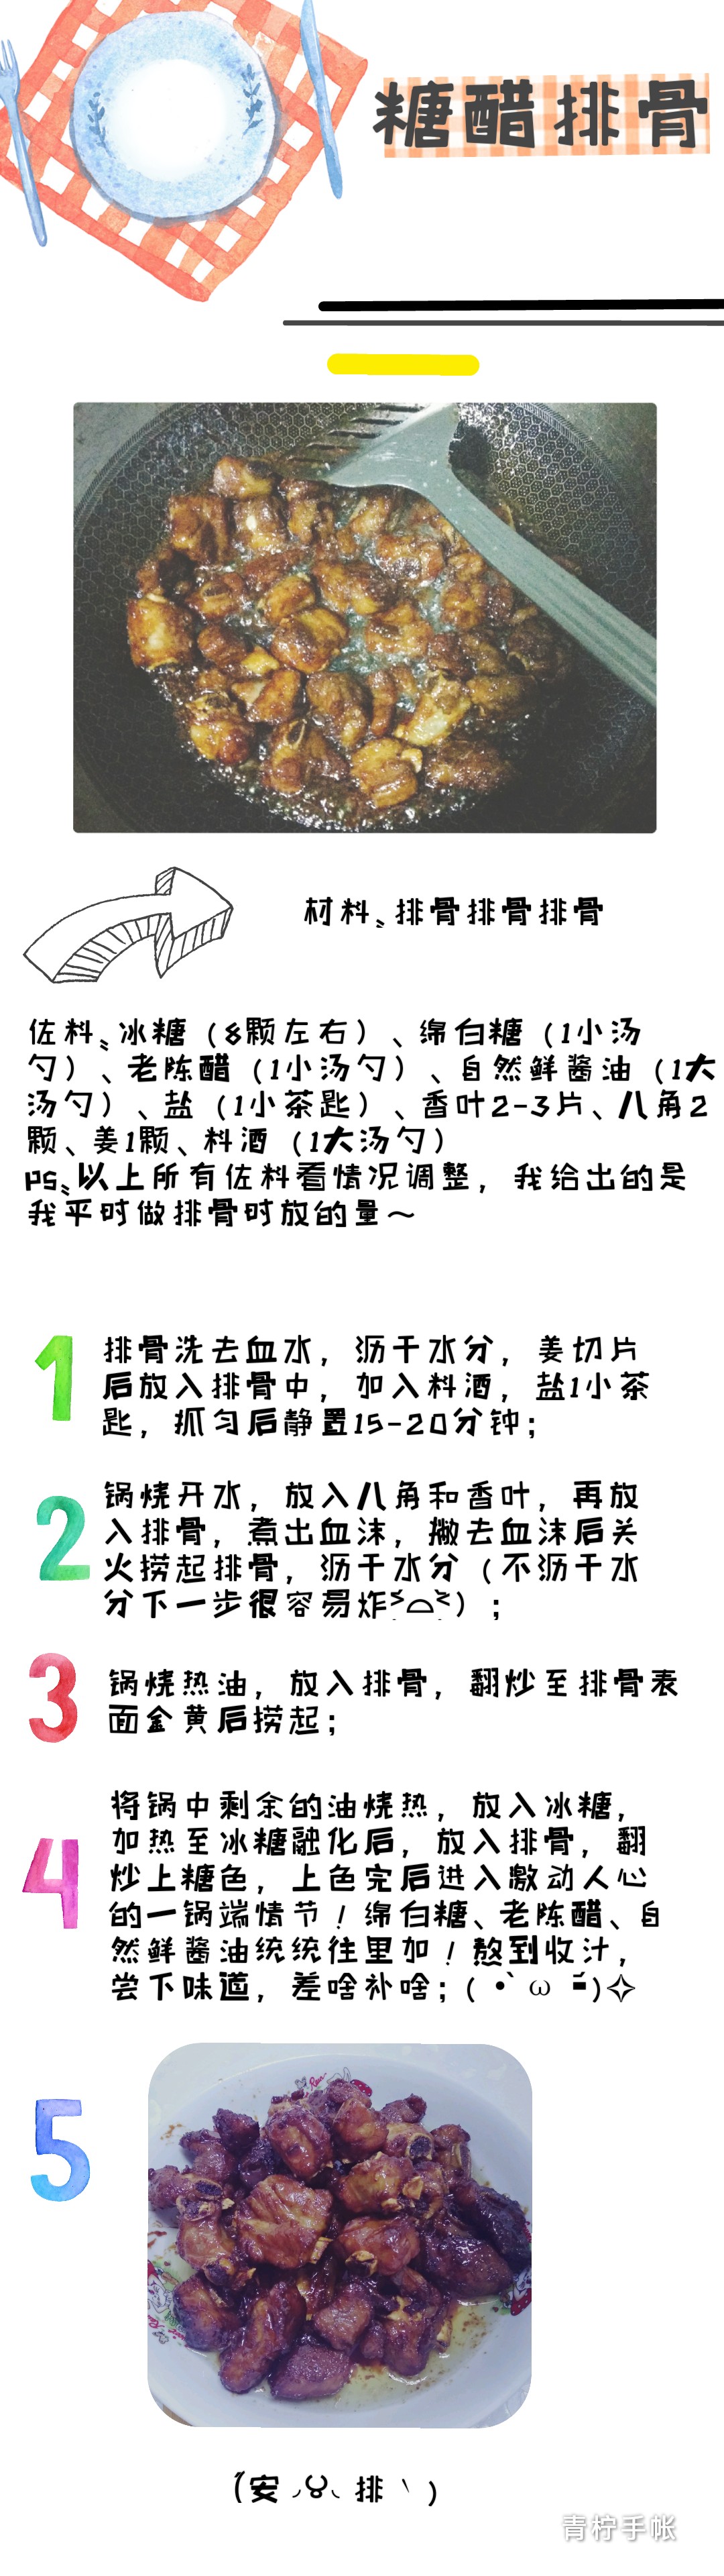 糖醋排骨
材料：排骨排骨排骨
佐料：冰糖（8颗左右）、绵白糖（1小汤
勺）、老陈醋（1小汤勺）、自然鲜酱油（1大
汤勺）、盐（1小茶匙）、香叶2-3片、八角2
颗、姜1颗、料酒（1大汤勺）
PS：以上所有佐料看情况调整，我给出的是
我平时做排骨时放的量～
1
排骨洗去血水，沥干水分，姜切片
后放入排骨中，加入料酒，盐1小茶
匙，抓匀后静置15-20分钟；
2
锅烧开水，放入八角和香叶，再放
入排骨，煮出血沫，撇去血沫后关
火捞起排骨，沥干水分（不沥干水
分下一步很容易炸）；
3
锅烧热油，放入排骨，翻炒至排骨表
面金黄后捞起；
4
将锅中剩余的油烧热，放入冰糖，
加热至冰糖融化后，放入排骨，翻
炒上糖色，上色完后进入激动人心
的一锅端情节！绵白糖、老陈醋、自
然鲜酱油统统往里加！熬到收汁，
尝下味道，差啥补啥；( •̀ ω •́ )✧
5
（安 排）
青柠手帐